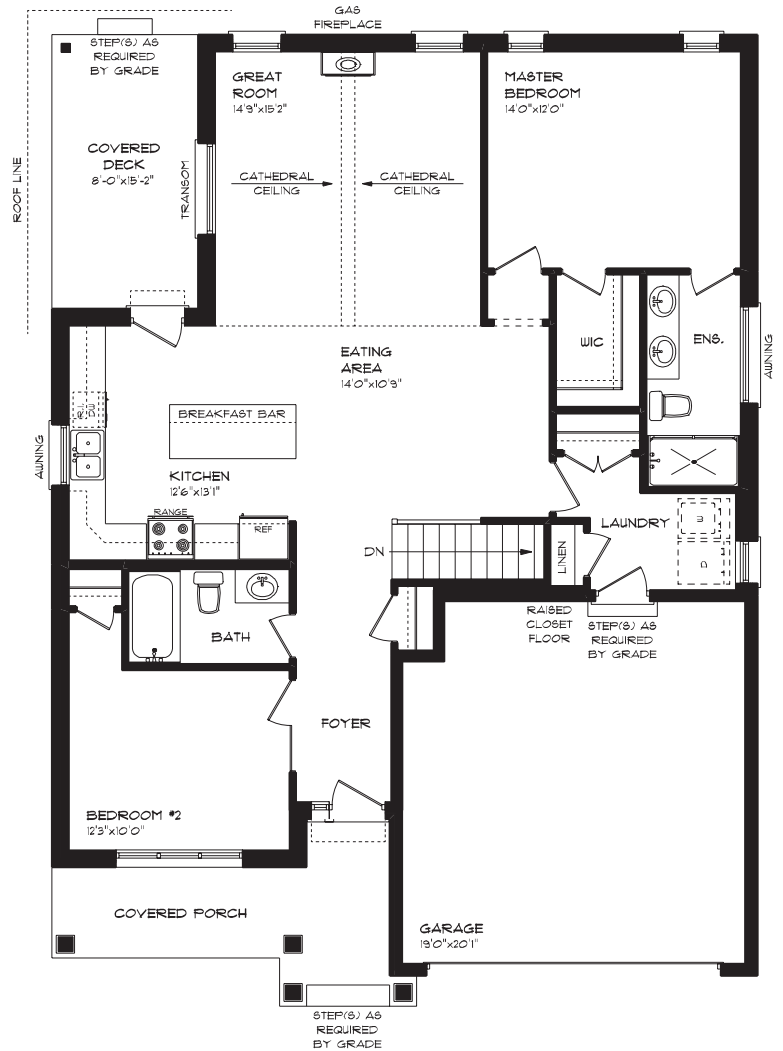 GAS
FIREPLACE
STEP(S) AS
REQUIRED
BY GRADE
GREAT
ROOM
14'9"x15'2"
MASTER
BEDROOM
14'0"x12'0"
COVERED
DECK
8'-0"x15'-2"
ROOF LINE
TRANSOM
CATHEDRAL
CEILING
CATHEDRAL
CEILING
EATING
AREA
14'0"x10'9"
WIC
ENS.
AWNING
R.I.
DW
BREAKFAST BAR
AWNING
KITCHEN
12'6"x13'1"
RANGE
REF
DN
LINEN
LAUNDRY
W
D
BATH
RAISED
CLOSET
FLOOR
STEP(S) AS
REQUIRED
BY GRADE
FOYER
BEDROOM #2
12'3"x10'0"
COVERED PORCH
GARAGE
19'0"x20'1"
STEP(S) AS
REQUIRED
BY GRADE